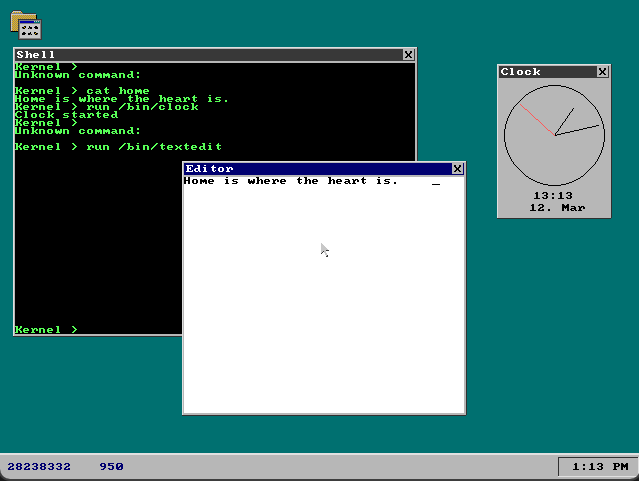 Shell
Kernel >
Unknown command:
Kernel > cat home
Home is where the heart is.
Kernel > run /bin/clock
Clock started
Kernel >
Unknown command:
Kernel > run /bin/textedit
Kernel >
Editor
Home is where the heart is. _
Clock
13:13
12. Mar
28238332 950
1:13 PM